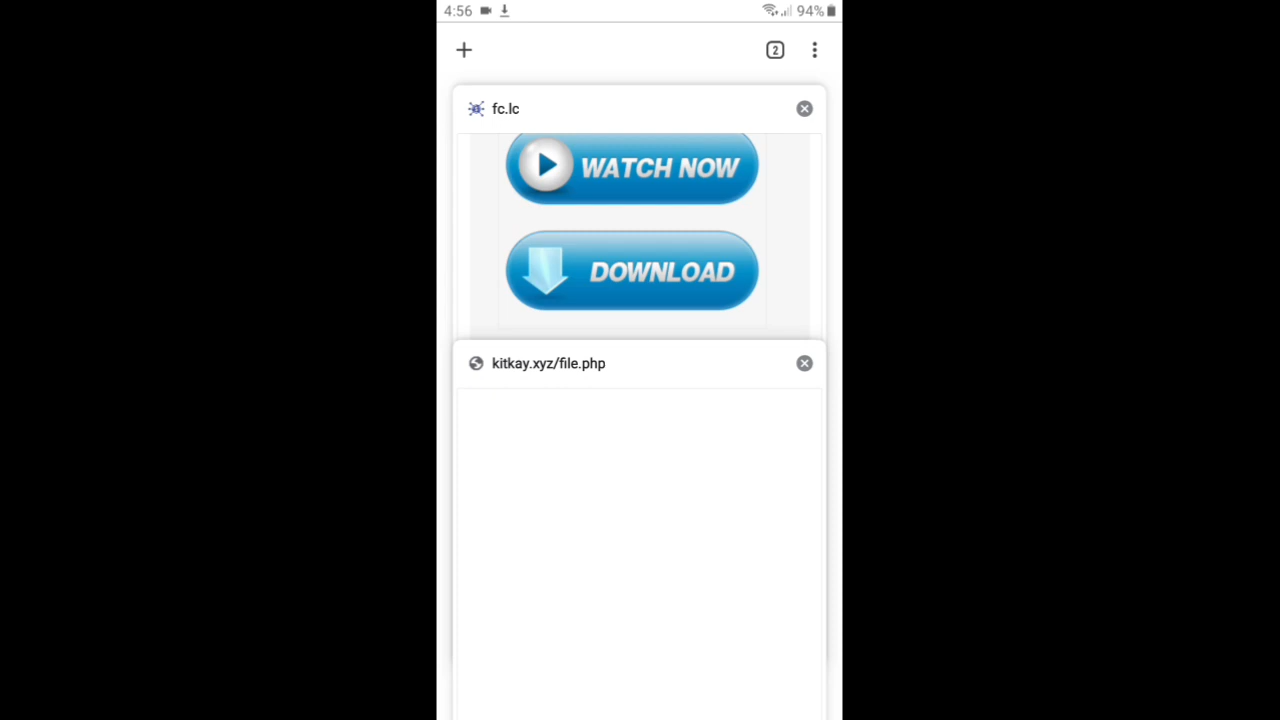 4:56 94%
2
fc.lc
WATCH NOW
DOWNLOAD
kitkay.xyz/file.php